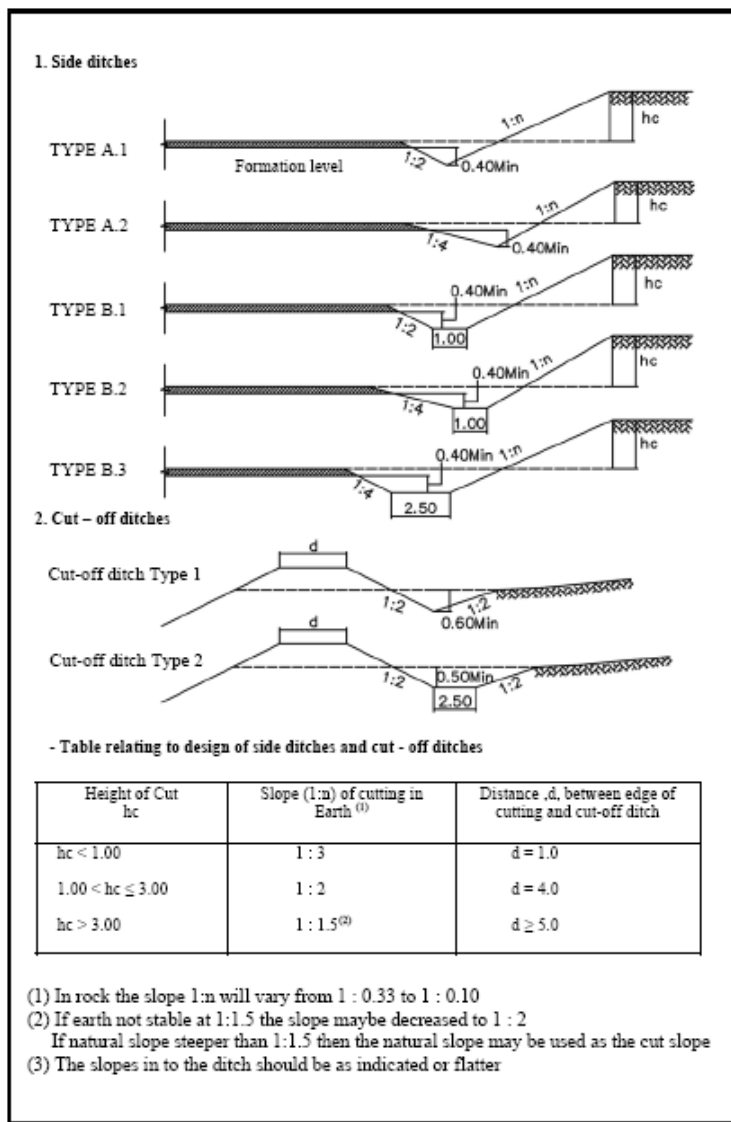 1. Side ditches
1:n
hc
TYPE A.1
1:2
0.40Min
Formation level
1:n
hc
TYPE A.2
1:4
0.40Min
0.40Min
1:n
hc
TYPE B.1
1:2
1.00
0.40Min
1:n
hc
TYPE B.2
1:4
1.00
0.40Min
1:n
hc
TYPE B.3
1:4
2.50
2. Cut – off ditches
d
Cut-off ditch Type 1
1:2
1:2
0.60Min
d
Cut-off ditch Type 2
1:2
0.50Min
1:2
2.50
- Table relating to design of side ditches and cut - off ditches
Height of Cut
hc
Slope (1:n) of cutting in
Earth (1)
Distance ,d, between edge of
cutting and cut-off ditch
hc < 1.00
1 : 3
d = 1.0
1.00 < hc ≤ 3.00
1 : 2
d = 4.0
hc > 3.00
1 : 1.5(2)
d ≥ 5.0
(1) In rock the slope 1:n will vary from 1 : 0.33 to 1 : 0.10
(2) If earth not stable at 1:1.5 the slope maybe decreased to 1 : 2
If natural slope steeper than 1:1.5 then the natural slope may be used as the cut slope
(3) The slopes in to the ditch should be as indicated or flatter